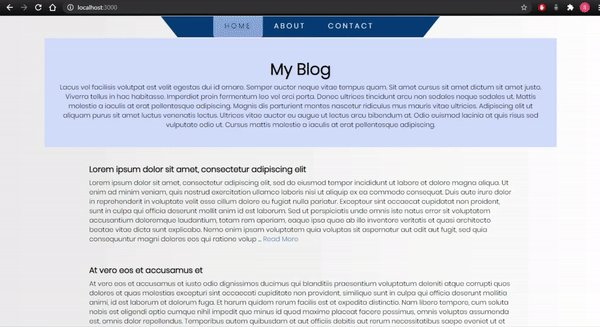 localhost:3000
HOME ABOUT CONTACT
My Blog
Lacus vel facilisis volutpat est velit egestas dui id ornare. Semper auctor neque vitae tempus quam. Sit amet cursus sit amet dictum sit amet justo.
Viverra tellus in hac habitasse. Imperdiet proin fermentum leo vel orci porta. Donec ultrices tincidunt arcu non sodales neque sodales ut. Mattis
molestie a iaculis at erat pellentesque adipiscing. Magnis dis parturient montes nascetur ridiculus mus mauris vitae ultricies. Adipiscing elit ut
aliquam purus sit amet luctus venenatis lectus. Ultrices vitae auctor eu augue ut lectus arcu bibendum at. Odio euismod lacinia at quis risus sed
vulputate odio ut. Cursus mattis molestie a iaculis at erat pellentesque adipiscing.
Lorem ipsum dolor sit amet, consectetur adipiscing elit
Lorem ipsum dolor sit amet, consectetur adipiscing elit, sed do eiusmod tempor incididunt ut labore et dolore magna aliqua. Ut
enim ad minim veniam, quis nostrud exercitation ullamco laboris nisi ut aliquip ex ea commodo consequat. Duis aute irure dolor
in reprehenderit in voluptate velit esse cillum dolore eu fugiat nulla pariatur. Excepteur sint occaecat cupidatat non proident,
sunt in culpa qui officia deserunt mollit anim id est laborum. Sed ut perspiciatis unde omnis iste natus error sit voluptatem
accusantium doloremque laudantium, totam rem aperiam, eaque ipsa quae ab illo inventore veritatis et quasi architecto
beatae vitae dicta sunt explicabo. Nemo enim ipsam voluptatem quia voluptas sit aspernatur aut odit aut fugit, sed quia
consequuntur magni dolores eos qui ratione volup ... Read More
At vero eos et accusamus et
At vero eos et accusamus et iusto odio dignissimos ducimus qui blanditiis praesentium voluptatum deleniti atque corrupti quos
dolores et quas molestias excepturi sint occaecati cupiditate non provident, similique sunt in culpa qui officia deserunt mollitia
animi, id est laborum et dolorum fuga. Et harum quidem rerum facilis est et expedita distinctio. Nam libero tempore, cum soluta
nobis est eligendi optio cumque nihil impedit quo minus id quod maxime placeat facere possimus, omnis voluptas assumenda
est, omnis dolor repellendus. Temporibus autem quibusdam et aut officiis debitis aut rerum necessitatibus saepe eveniet ut et